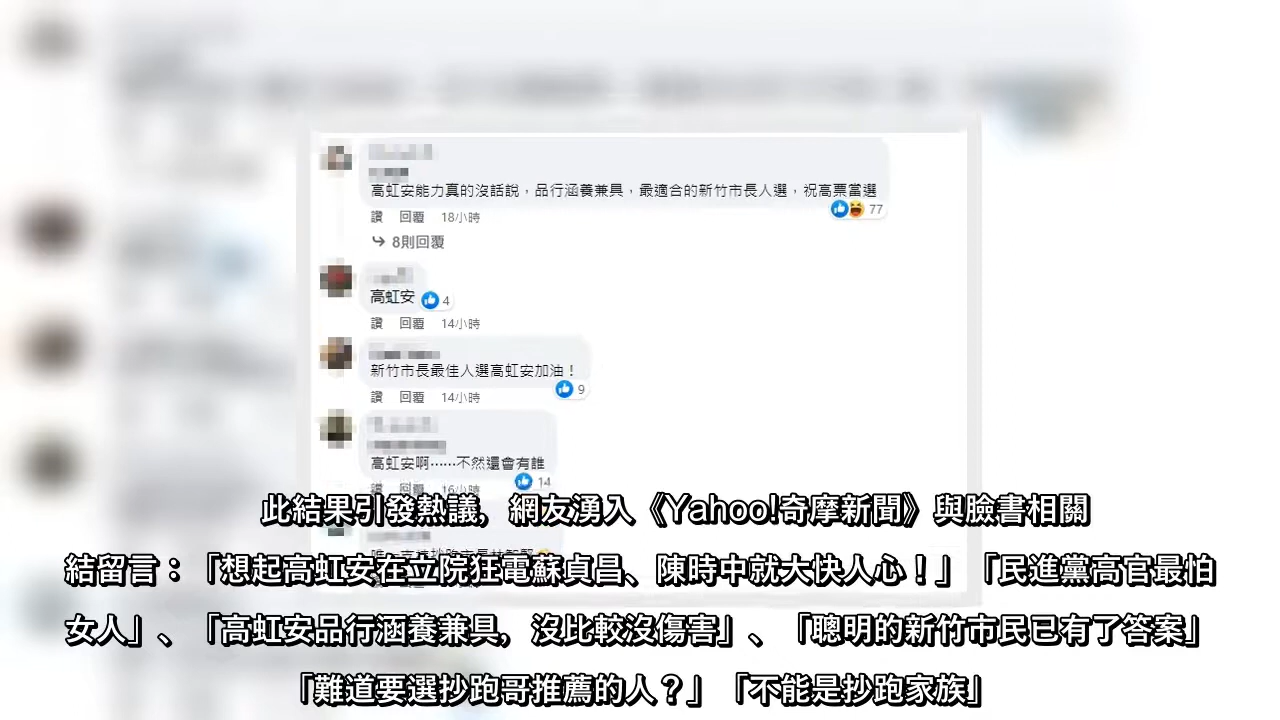 高虹安能力真的沒話說，品行涵養兼具，最適合的新竹市長人選，祝高票當選
77
讚 回覆 18小時
8則回覆
高虹安
4
讚 回覆 14小時
新竹市長最佳人選高虹安加油！
9
讚 回覆 14小時
高虹安啊⋯⋯不然還會有誰
14
讚 回覆 16小時
此結果引發熱議，網友湧入《Yahoo!奇摩新聞》與臉書相關
結留言：「想起高虹安在立院狂電蘇貞昌、陳時中就大快人心！」「民進黨高官最怕
女人」、「高虹安品行涵養兼具，沒比較沒傷害」、「聰明的新竹市民已有了答案」
「難道要選抄跑哥推薦的人？」「不能是抄跑家族」